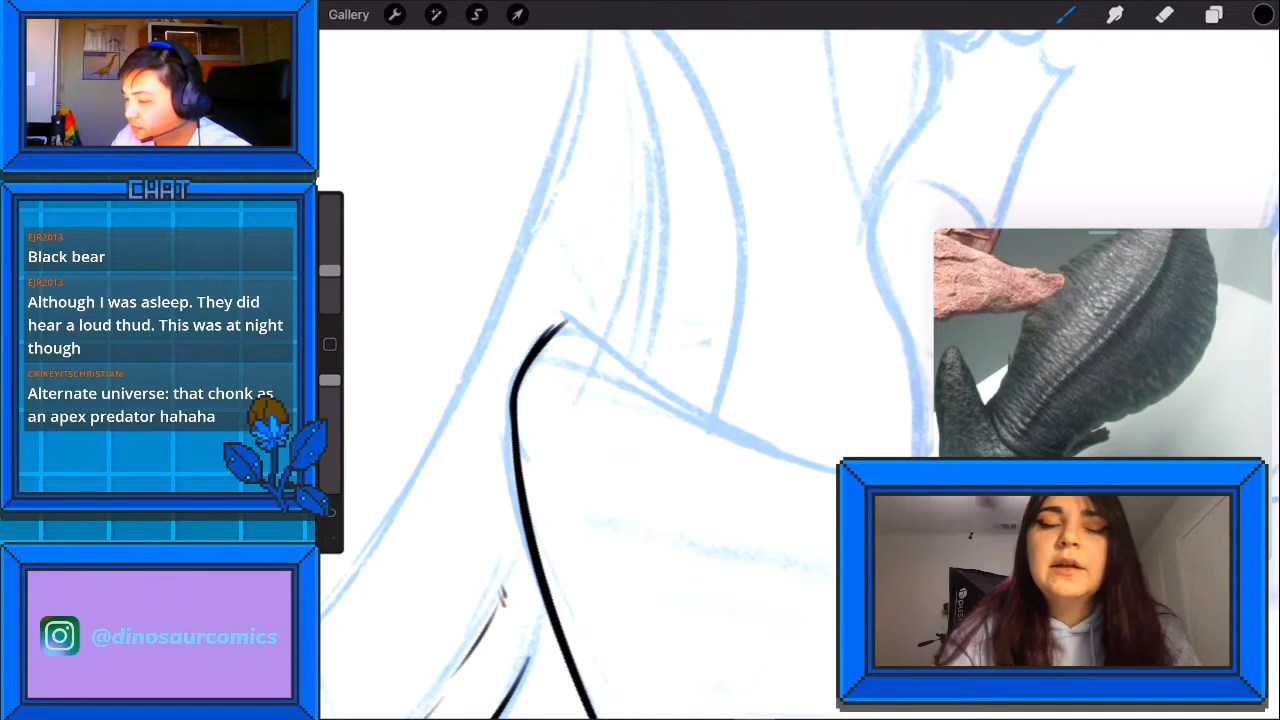 Gallery
CHAT
EJR2013
Black bear
EJR2013
Although I was asleep. They did
hear a loud thud. This was at night
though
CRIKEYITSCHRISTIAN
Alternate universe: that chonk as
an apex predator hahaha
@dinosaurcomics